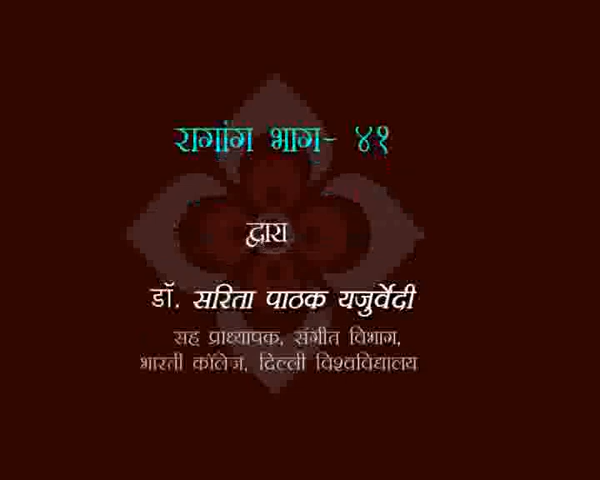 रागांग भाग- ४१
द्वारा
डॉ. सरिता पाठक यजुर्वेदी
सह प्राध्यापक, संगीत विभाग,
भारती कॉलेज, दिल्ली विश्वविद्यालय